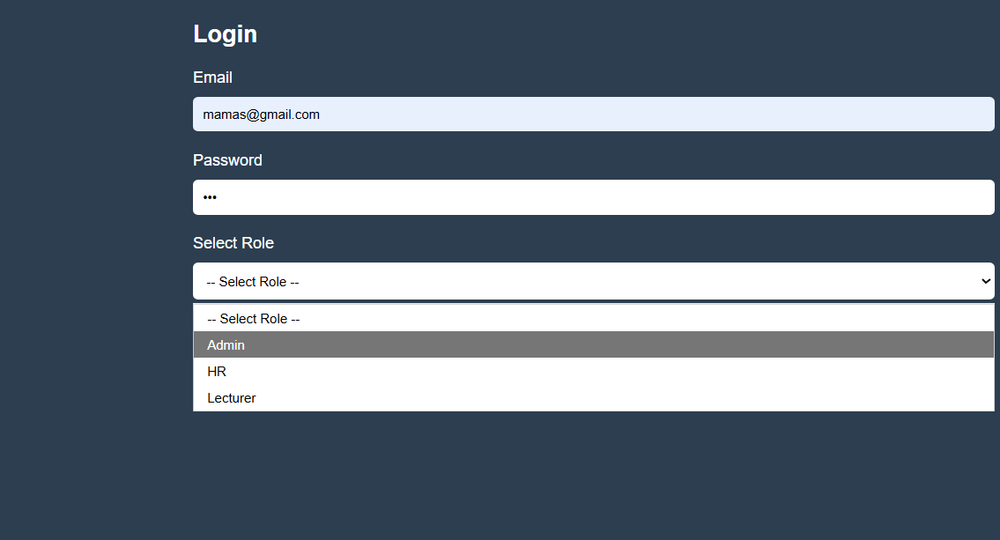 Login
Email
mamas@gmail.com
Password
•••
Select Role
-- Select Role --
-- Select Role --
Admin
HR
Lecturer